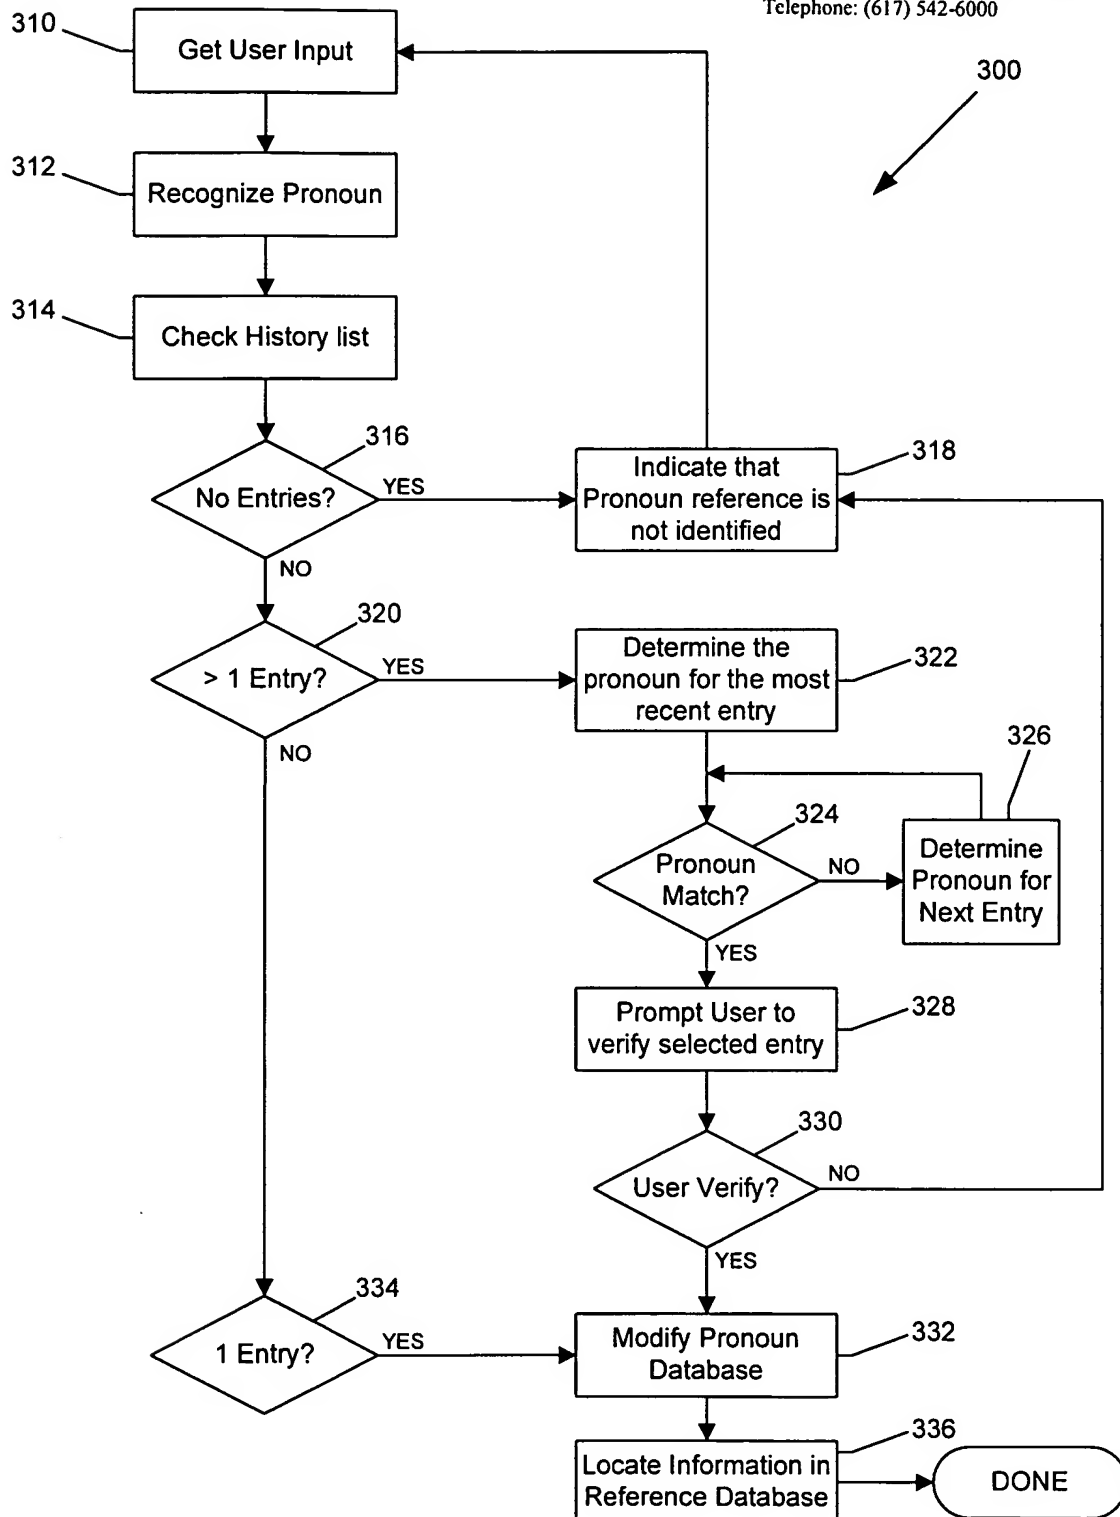 Telephone: (617) 542-6000
310
Get User Input
300
312
Recognize Pronoun
314
Check History list
316
No Entries?
YES
NO
Indicate that
Pronoun reference is
not identified
318
320
> 1 Entry?
YES
NO
Determine the
pronoun for the most
recent entry
322
326
324
Pronoun
Match?
NO
YES
Determine
Pronoun for
Next Entry
Prompt User to
verify selected entry
328
330
User Verify?
NO
YES
334
1 Entry?
YES
Modify Pronoun
Database
332
336
Locate Information in
Reference Database
DONE